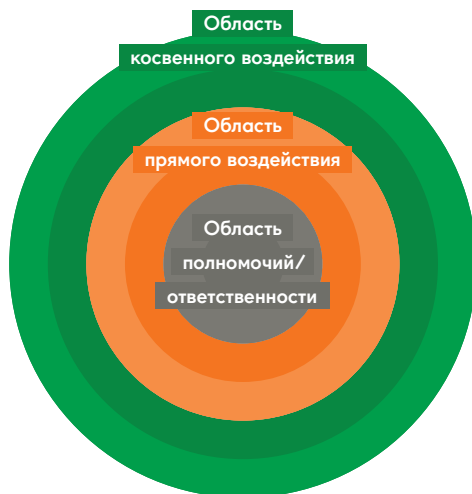 Область
косвенного воздействия
Область
прямого воздействия
Область
полномочий/
ответственности